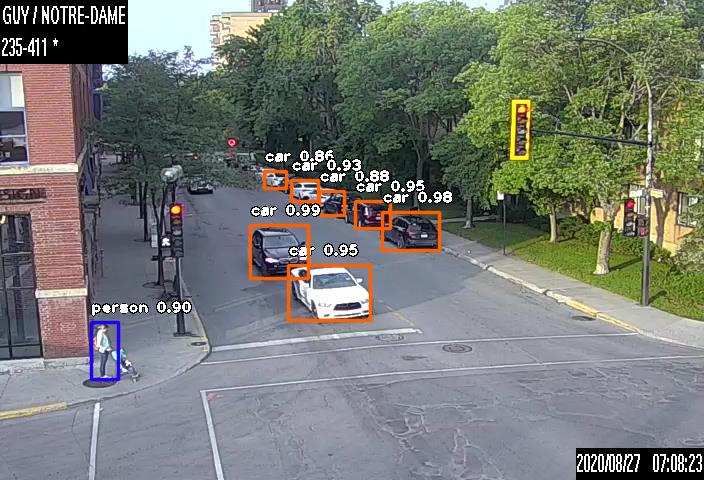 GUY / NOTRE-DAME
235-411 *
car 0.86
car 0.93
car 0.88
car 0.95
car 0.98
car 0.99
car 0.95
person 0.90
2020/08/27 07:08:23